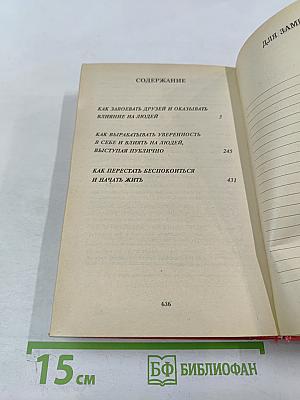 СОДЕРЖАНИЕ
КАК ЗАВОЕВАТЬ ДРУЗЕЙ И ОКАЗЫВАТЬ
ВЛИЯНИЕ НА ЛЮДЕЙ 5
КАК ВЫРАБАТЫВАТЬ УВЕРЕННОСТЬ
В СЕБЕ И ВЛИЯТЬ НА ЛЮДЕЙ,
ВЫСТУПАЯ ПУБЛИЧНО 245
КАК ПЕРЕСТАТЬ БЕСПОКОИТЬСЯ
И НАЧАТЬ ЖИТЬ 431
636
ДЛЯ
15 см
БФ БИБЛИОФАН